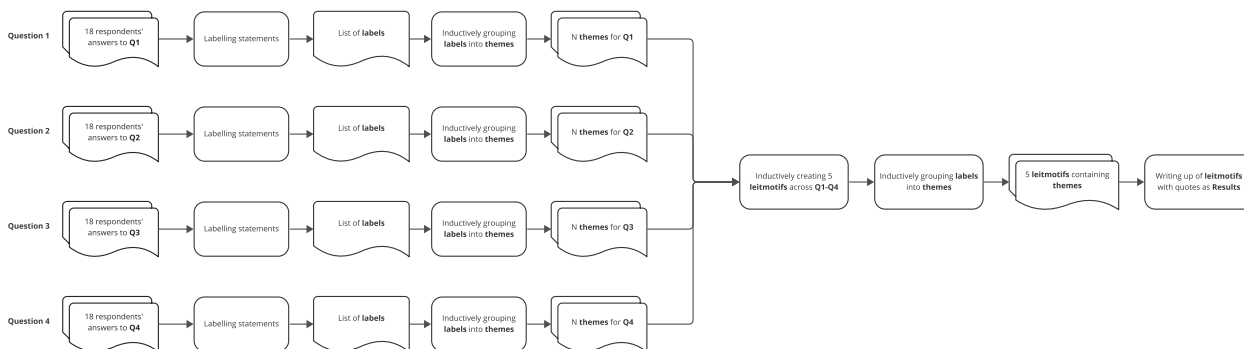 Question 1
18 respondents'
answers to Q1
Labelling statements
List of labels
Inductively grouping
labels into themes
N themes for Q1
Question 2
18 respondents'
answers to Q2
Labelling statements
List of labels
Inductively grouping
labels into themes
N themes for Q2
Question 3
18 respondents'
answers to Q3
Labelling statements
List of labels
Inductively grouping
labels into themes
N themes for Q3
Question 4
18 respondents'
answers to Q4
Labelling statements
List of labels
Inductively grouping
labels into themes
N themes for Q4
Inductively creating 5
leitmotifs across Q1-Q4
Inductively grouping labels
into themes
5 leitmotifs containing
themes
Writing up of leitmotifs
with quotes as Results